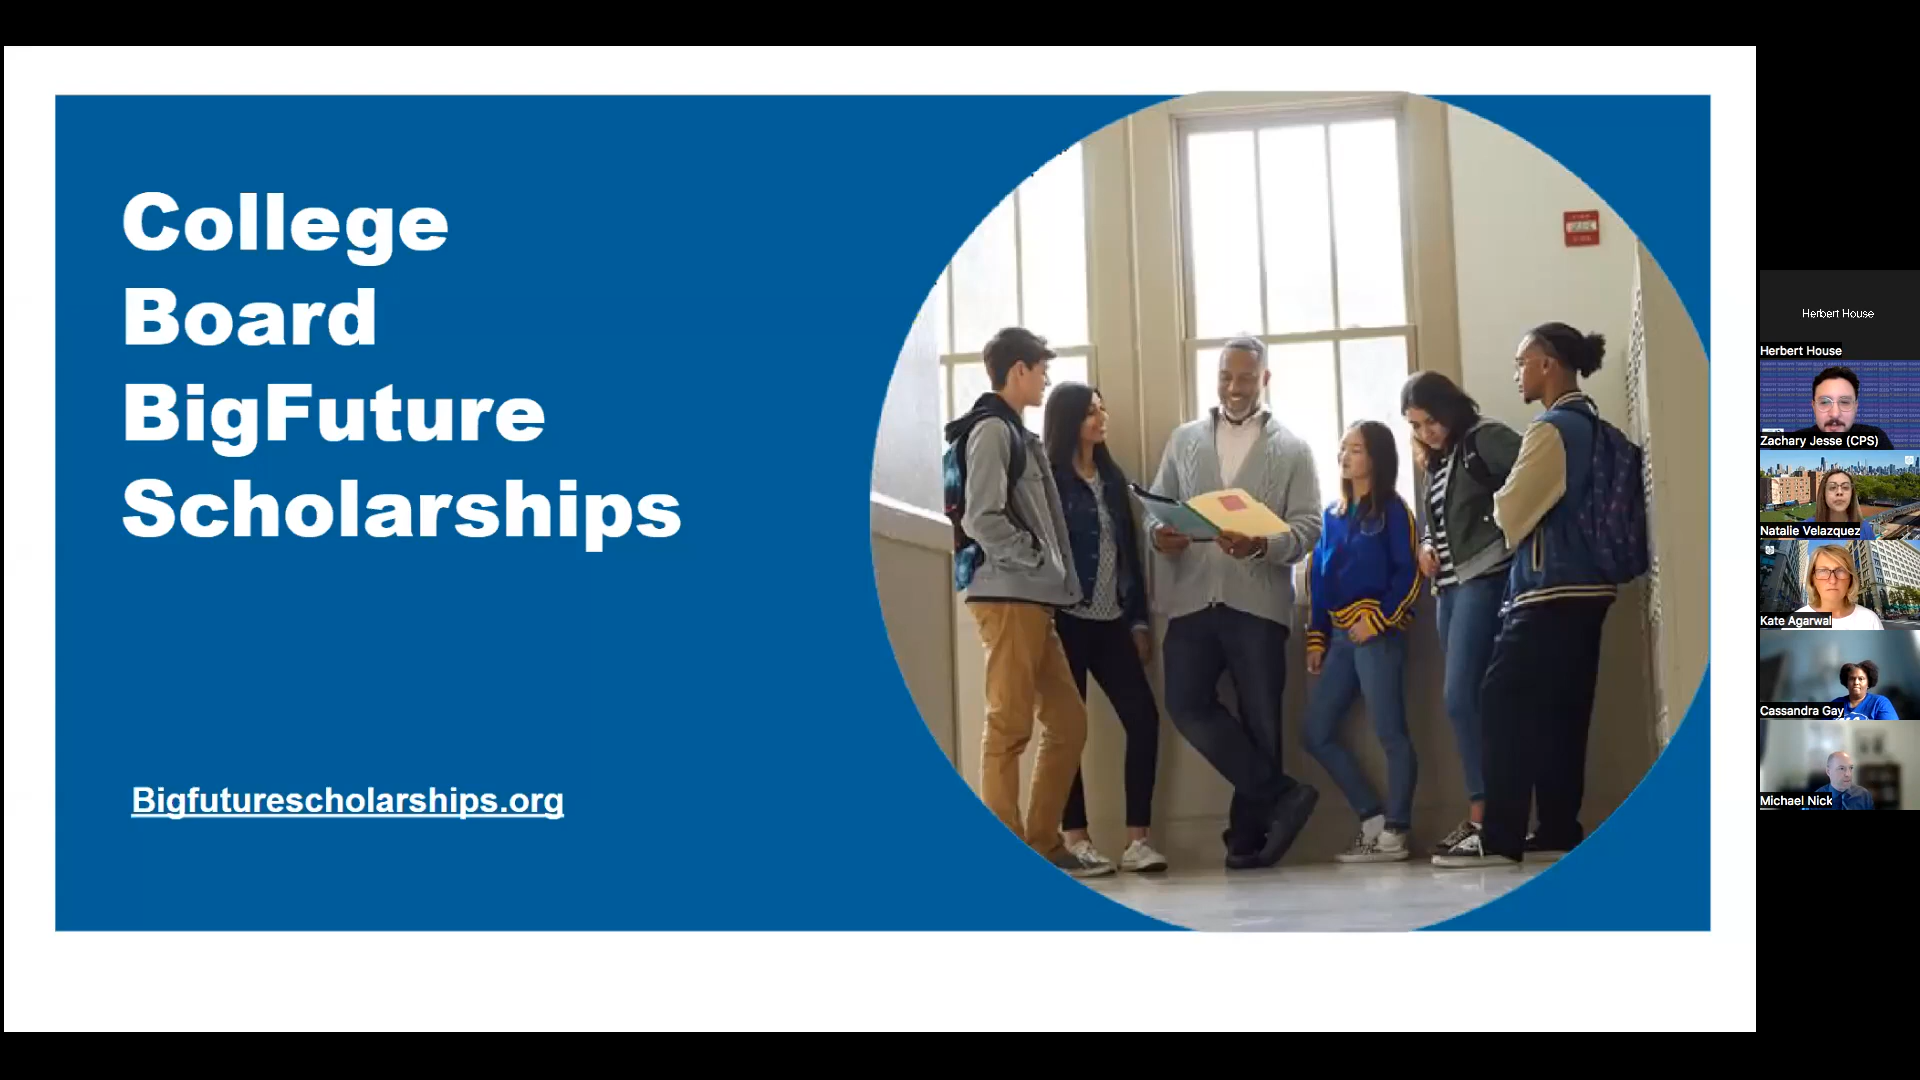 College
Board
BigFuture
Scholarships
Bigfuturescholarships.org
Herbert House
Herbert House
Zachary Jesse (CPS)
Natalie Velazquez
Kate Agarwal
Cassandra Gay
Michael Nick